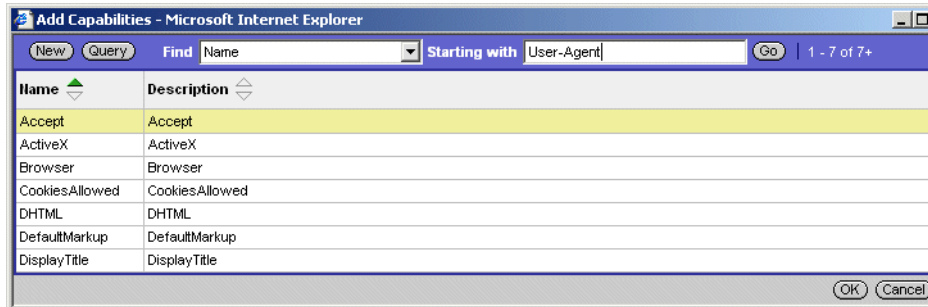 Add Capabilities - Microsoft Internet Explorer
New Query Find Name Starting with User-Agent Go 1 - 7 of 7+
Name Description
Accept Accept
ActiveX ActiveX
Browser Browser
CookiesAllowed CookiesAllowed
DHTML DHTML
DefaultMarkup DefaultMarkup
DisplayTitle DisplayTitle
OK Cancel